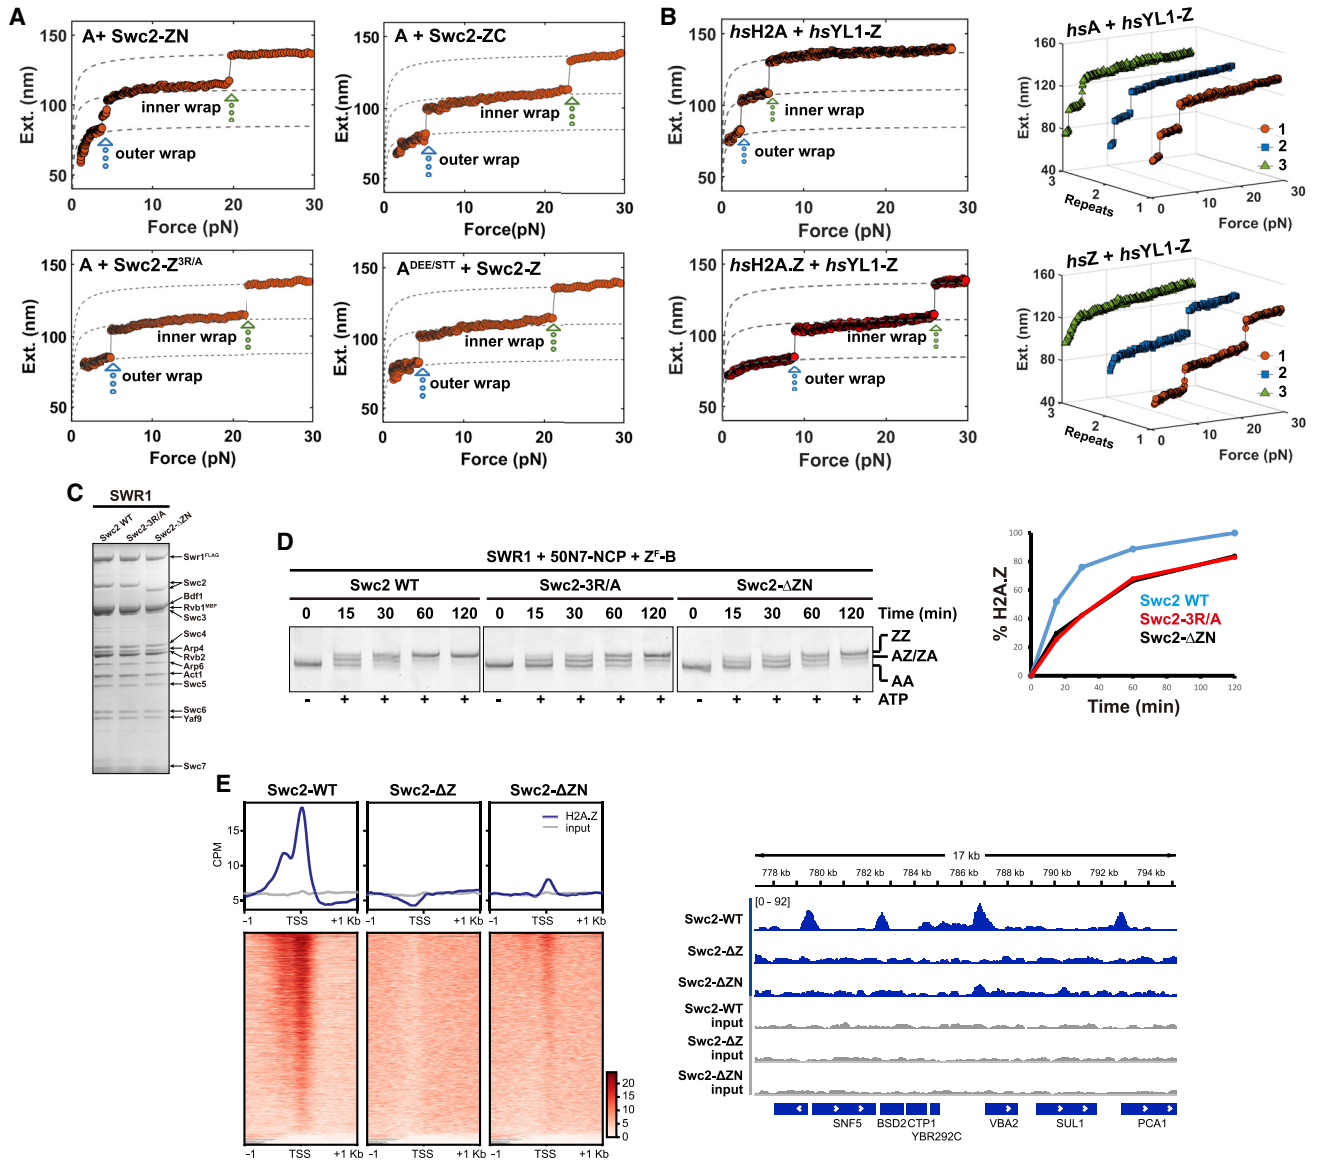 A
A+ Swc2-ZN
150
100
50
Ext. (nm)
inner wrap
outer wrap
0 10 20 30
Force (pN)
A + Swc2-ZC
150
100
50
Ext.(nm)
inner wrap
outer wrap
0 10 20 30
Force(pN)
A + Swc2-Z3R/A
150
100
50
Ext. (nm)
inner wrap
outer wrap
0 10 20 30
Force (pN)
ADEE/STT + Swc2-Z
150
100
50
Ext. (nm)
inner wrap
outer wrap
0 10 20 30
Force (pN)
B
hsH2A + hsYL1-Z
150
100
50
Ext. (nm)
inner wrap
outer wrap
0 10 20 30
Force (pN)
hsA + hsYL1-Z
160
120
80
40
Ext. (nm)
1
2
3
3 2 1
Repeats
0 10 20 30
Force (pN)
hsH2A.Z + hsYL1-Z
150
100
50
Ext. (nm)
inner wrap
outer wrap
0 10 20 30
Force (pN)
hsZ + hsYL1-Z
160
120
80
40
Ext. (nm)
1
2
3
3 2 1
Repeats
0 10 20 30
Force (pN)
C
SWR1
Swc2 WT
Swc2-3R/A
Swc2-ΔZN
Swr1FLAG
Swc2
Bdf1
Rvb1MBP
Swc3
Swc4
Arp4
Rvb2
Arp6
Act1
Swc5
Swc6
Yaf9
Swc7
D
SWR1 + 50N7-NCP + ZF-B
Swc2 WT Swc2-3R/A Swc2-ΔZN
0 15 30 60 120 0 15 30 60 120 0 15 30 60 120 Time (min)
ZZ
AZ/ZA
AA
- + + + + - + + + + - + + + + ATP
100
80
60
40
20
0
% H2A.Z
Swc2 WT
Swc2-3R/A
Swc2-ΔZN
0 20 40 60 80 100 120
Time (min)
E
Swc2-WT Swc2-ΔZ Swc2-ΔZN
H2A.Z
input
15
10
5
CPM
−1 TSS +1 Kb −1 TSS +1 Kb −1 TSS +1 Kb
20
15
10
5
0
−1 TSS +1 Kb −1 TSS +1 Kb −1 TSS +1 Kb
17 kb
778 kb 780 kb 782 kb 784 kb 786 kb 788 kb 790 kb 792 kb 794 kb
[0 – 92]
Swc2-WT
Swc2-ΔZ
Swc2-ΔZN
Swc2-WT
input
Swc2-ΔZ
input
Swc2-ΔZN
input
SNF5 BSD2 CTP1 VBA2 SUL1 PCA1
YBR292C